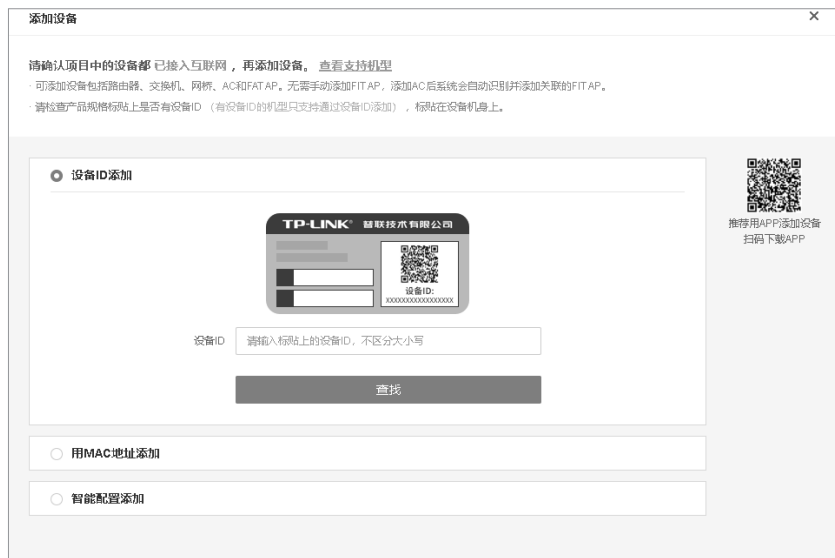 添加设备
请确认项目中的设备都 已接入互联网 ，再添加设备。 查看支持机型
· 可添加设备包括路由器、交换机、网桥、AC和FATAP。无需手动添加FITAP，添加AC后系统会自动识别并添加关联的FITAP。
· 请检查产品规格标贴上是否有设备ID （有设备ID的机型只支持通过设备ID添加） ，标贴在设备机身上。
设备ID添加
TP-LINK® 普联技术有限公司
设备ID:
XXXXXXXXXXXXXXXXX
设备ID 请输入标贴上的设备ID，不区分大小写
查找
推荐用APP添加设备
扫码下载APP
用MAC地址添加
智能配置添加